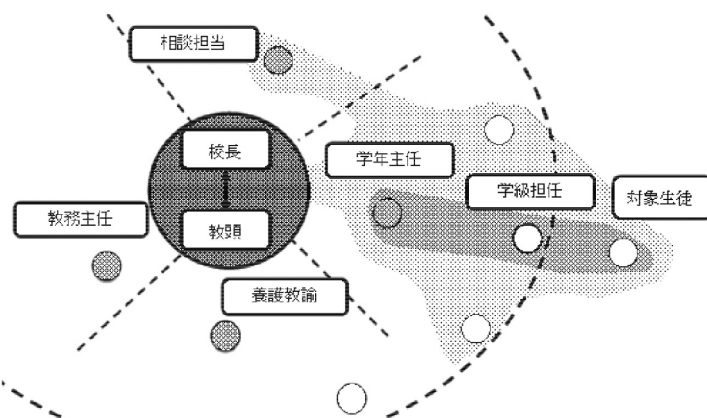 相談担当
校長
学年主任
学級担任
対象生徒
教務主任
教頭
養護教諭